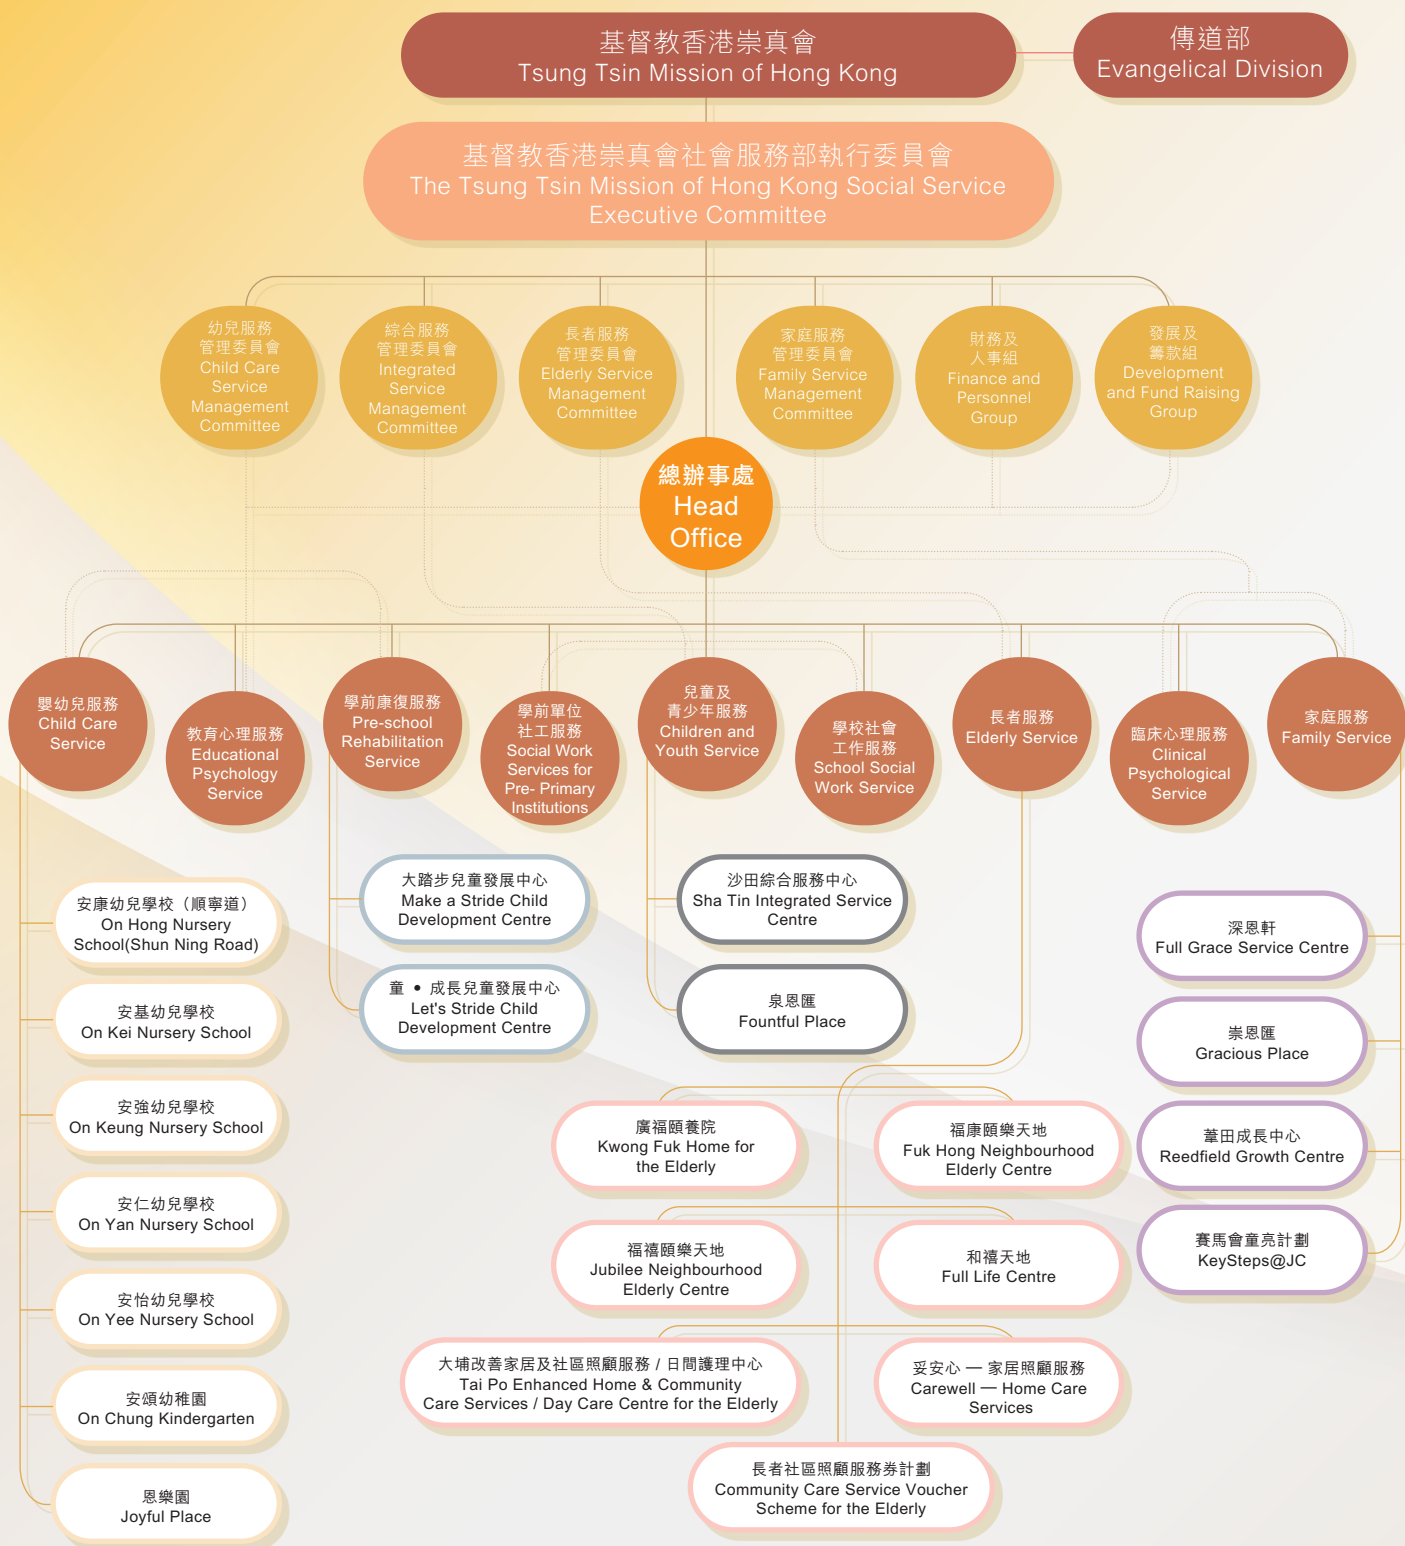 基督教香港崇真會
Tsung Tsin Mission of Hong Kong
傳道部
Evangelical Division
基督教香港崇真會社會服務部執行委員會
The Tsung Tsin Mission of Hong Kong Social Service
Executive Committee
幼兒服務
管理委員會
Child Care
Service
Management
Committee
綜合服務
管理委員會
Integrated
Service
Management
Committee
長者服務
管理委員會
Elderly Service
Management
Committee
家庭服務
管理委員會
Family Service
Management
Committee
財務及
人事組
Finance and
Personnel
Group
發展及
籌款組
Development
and Fund Raising
Group
總辦事處
Head
Office
嬰幼兒服務
Child Care
Service
教育心理服務
Educational
Psychology
Service
學前康復服務
Pre-school
Rehabilitation
Service
學前單位
社工服務
Social Work
Services for
Pre- Primary
Institutions
兒童及
青少年服務
Children and
Youth Service
學校社會
工作服務
School Social
Work Service
長者服務
Elderly Service
臨床心理服務
Clinical
Psychological
Service
家庭服務
Family Service
安康幼兒學校（順寧道）
On Hong Nursery
School(Shun Ning Road)
安基幼兒學校
On Kei Nursery School
安強幼兒學校
On Keung Nursery School
安仁幼兒學校
On Yan Nursery School
安怡幼兒學校
On Yee Nursery School
安頌幼稚園
On Chung Kindergarten
恩樂園
Joyful Place
大踏步兒童發展中心
Make a Stride Child
Development Centre
童 • 成長兒童發展中心
Let's Stride Child
Development Centre
沙田綜合服務中心
Sha Tin Integrated Service
Centre
泉恩匯
Fountful Place
廣福頤養院
Kwong Fuk Home for
the Elderly
福康頤樂天地
Fuk Hong Neighbourhood
Elderly Centre
福禧頤樂天地
Jubilee Neighbourhood
Elderly Centre
和禧天地
Full Life Centre
大埔改善家居及社區照顧服務 / 日間護理中心
Tai Po Enhanced Home & Community
Care Services / Day Care Centre for the Elderly
妥安心 — 家居照顧服務
Carewell — Home Care
Services
長者社區照顧服務券計劃
Community Care Service Voucher
Scheme for the Elderly
深恩軒
Full Grace Service Centre
崇恩匯
Gracious Place
葦田成長中心
Reedfield Growth Centre
賽馬會童亮計劃
KeySteps@JC